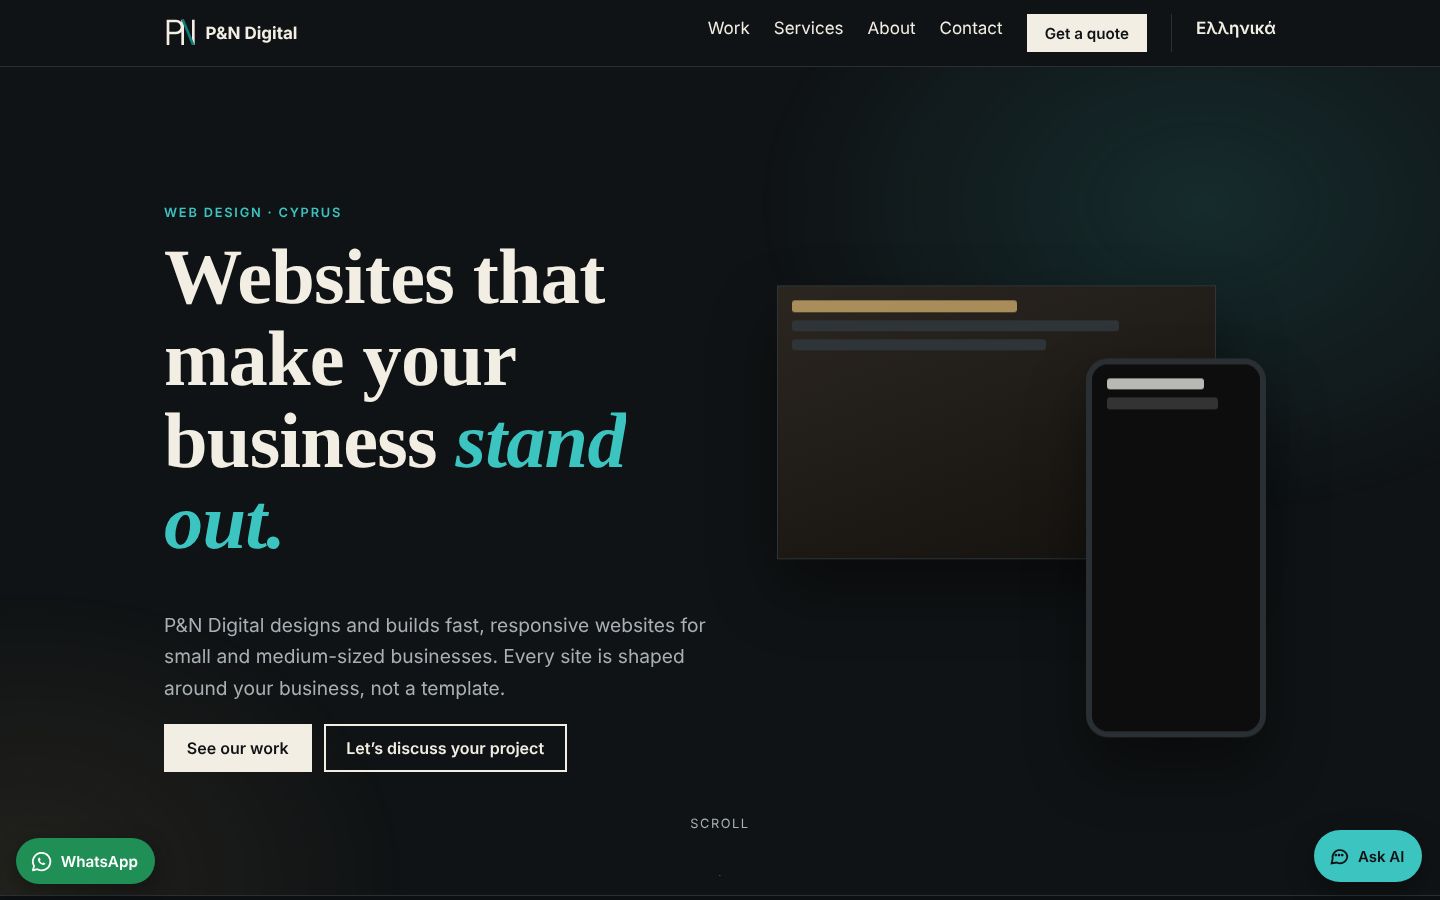 P&N Digital
Work
Services
About
Contact
Get a quote
Ελληνικά
WEB DESIGN · CYPRUS
Websites that
make your
business stand
out.
P&N Digital designs and builds fast, responsive websites for
small and medium-sized businesses. Every site is shaped
around your business, not a template.
See our work
Let’s discuss your project
SCROLL
WhatsApp
Ask AI